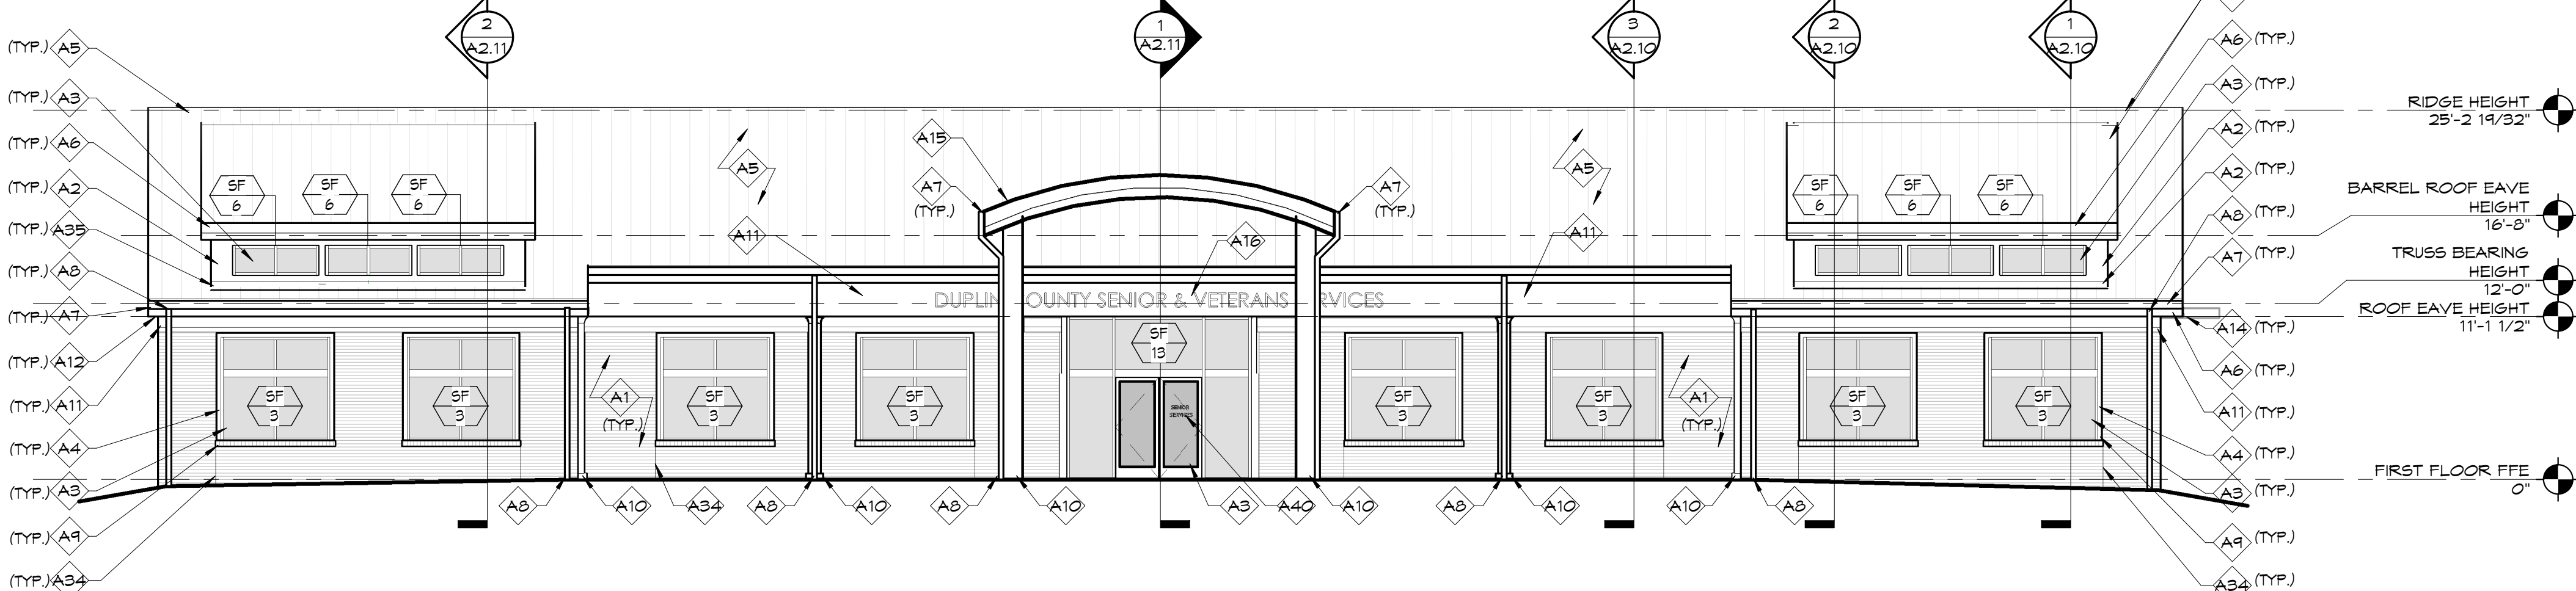 2
A2.11
1
A2.11
3
A2.10
2
A2.10
1
A2.10
(TYP.) A5
(TYP.) A3
(TYP.) A6
(TYP.) A2
(TYP.) A35
(TYP.) A8
(TYP.) A7
(TYP.) A12
(TYP.) A11
(TYP.) A4
(TYP.) A3
(TYP.) A9
(TYP.) A34
SF
6
SF
6
SF
6
A5
A11
A15
A7
(TYP.)
A7
(TYP.)
A16
A5
A11
SF
6
SF
6
SF
6
DUPLIN OUNTY SENIOR & VETERANS RVICES
SF
3
SF
3
A1
(TYP.)
SF
3
SF
3
SF
13
SENIOR
SERVICES
SF
3
SF
3
A1
(TYP.)
SF
3
SF
3
A8
A10
A34
A8
A10
A8
A10
A3
A40
A10
A8
A10
A10
A8
A6 (TYP.)
A3 (TYP.)
A2 (TYP.)
A2 (TYP.)
A8 (TYP.)
A7 (TYP.)
A14 (TYP.)
A6 (TYP.)
A11 (TYP.)
A4 (TYP.)
A3 (TYP.)
A9 (TYP.)
A34 (TYP.)
RIDGE HEIGHT
25'-2 19/32"
BARREL ROOF EAVE
HEIGHT
16'-8"
TRUSS BEARING
HEIGHT
12'-0"
ROOF EAVE HEIGHT
11'-1 1/2"
FIRST FLOOR FFE
0"